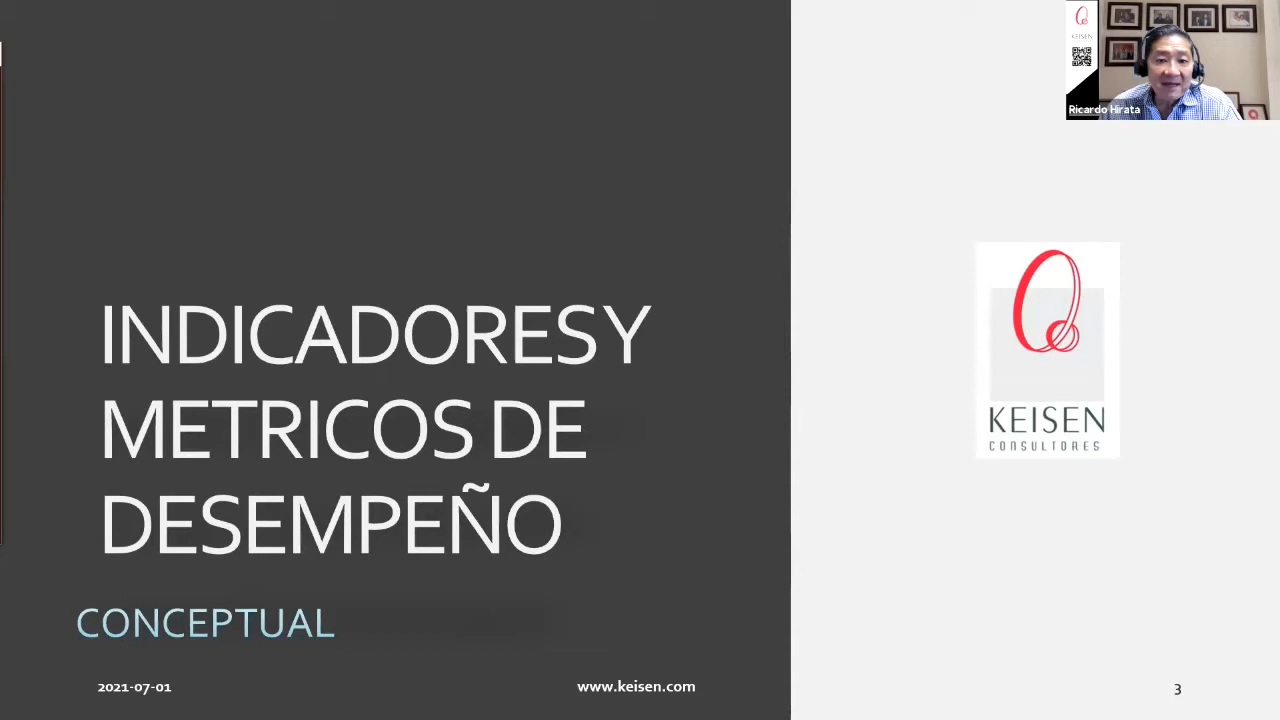 KEISEN
Ricardo Hirata
INDICADORES Y
METRICOS DE
DESEMPEÑO
CONCEPTUAL
KEISEN
CONSULTORES
2021-07-01
www.keisen.com
3